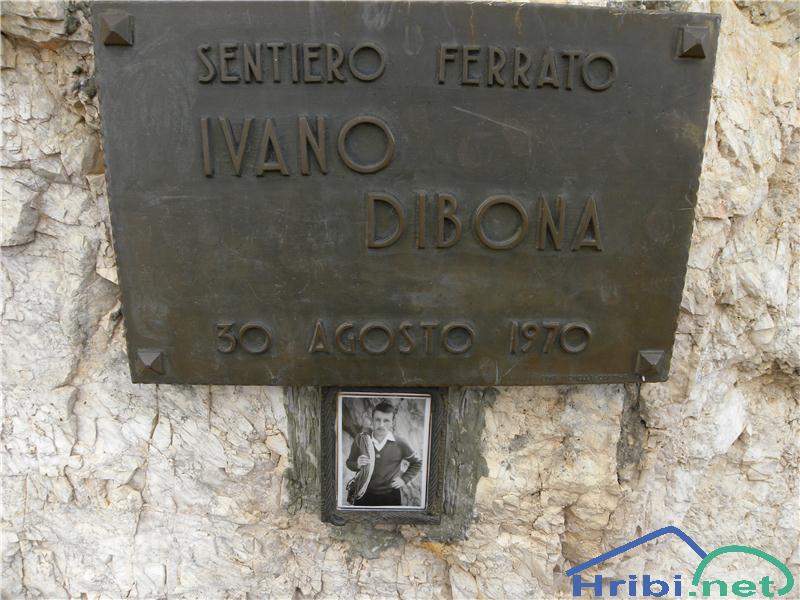 SENTIERO FERRATO
IVANO
DIBONA
30 AGOSTO 1970
Hribi.net